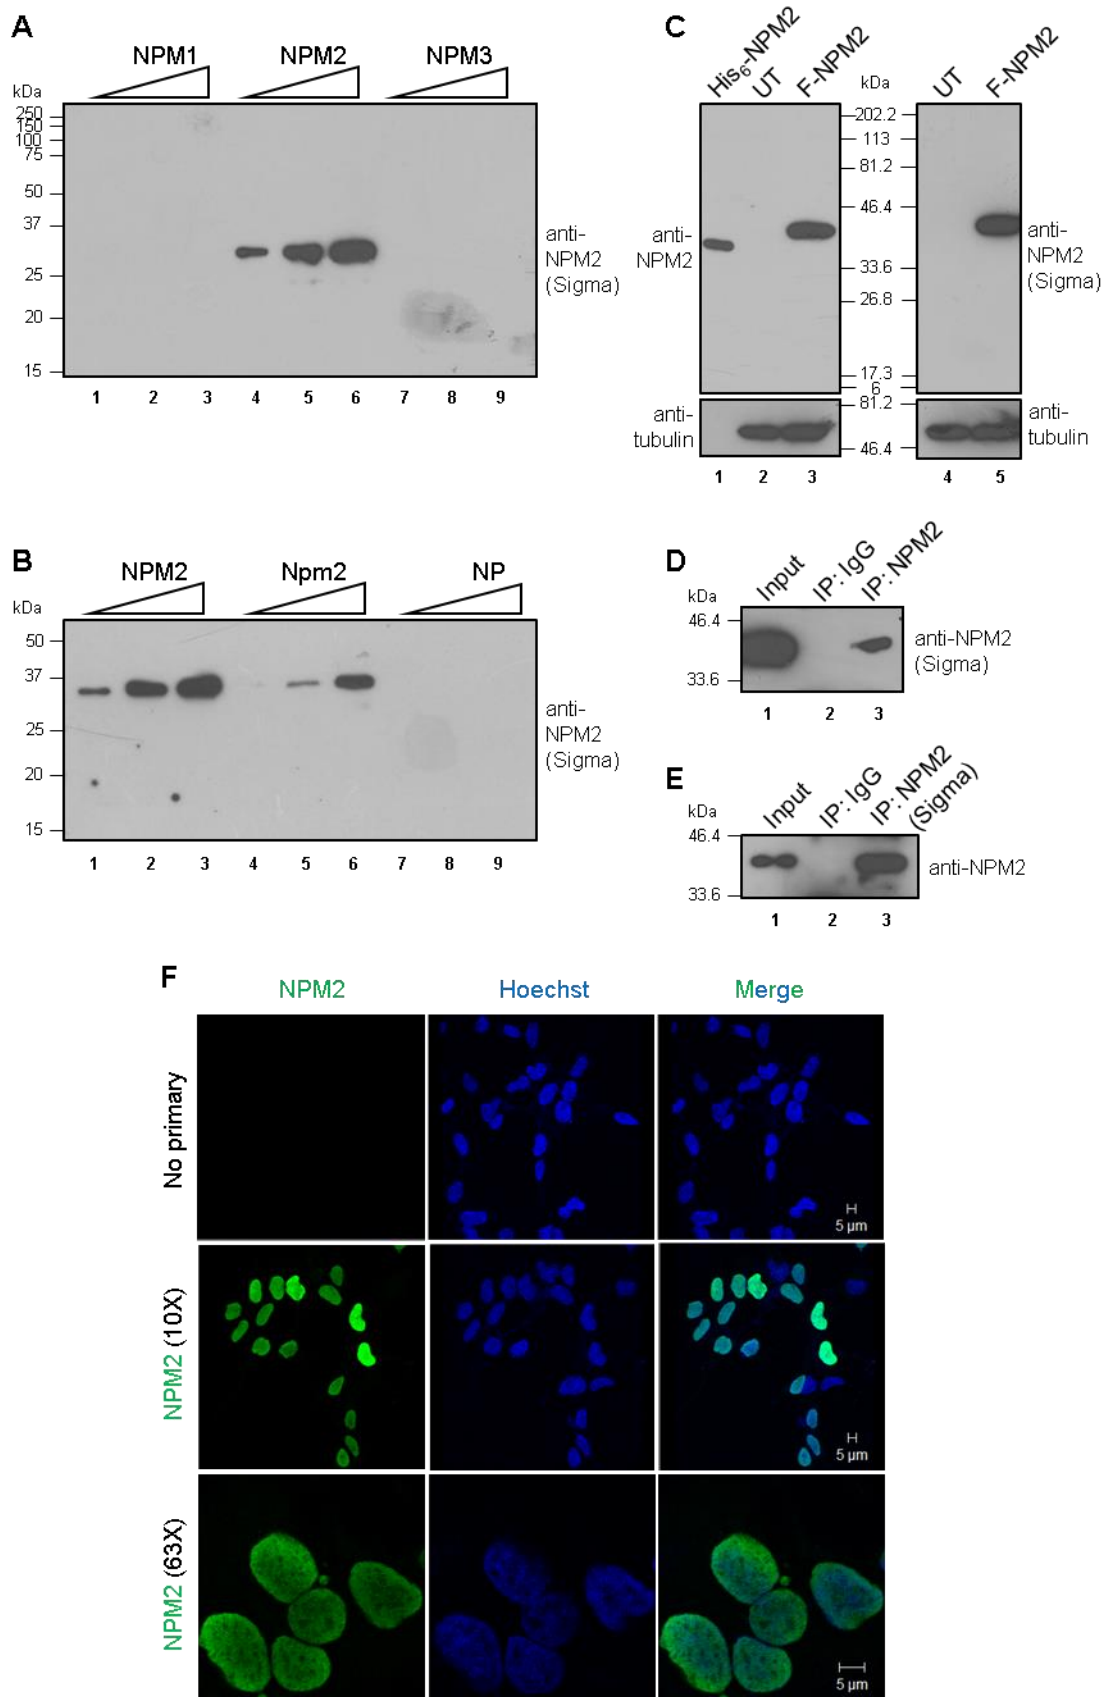 A
NPM1 NPM2 NPM3
kDa
250
150
100
75
50
37
25
20
15
anti-
NPM2
(Sigma)
1 2 3 4 5 6 7 8 9
C
His6-NPM2 UT F-NPM2 kDa UT F-NPM2
202.2
113
81.2
46.4
33.6
26.8
17.3
6
anti-
NPM2
anti-
NPM2
(Sigma)
81.2
46.4
anti-
tubulin
anti-
tubulin
1 2 3 4 5
B
NPM2 Npm2 NP
kDa
50
37
25
20
15
anti-
NPM2
(Sigma)
1 2 3 4 5 6 7 8 9
D
Input IP: IgG IP: NPM2
kDa
46.4
33.6
anti-NPM2
(Sigma)
1 2 3
E
Input IP: IgG IP: NPM2
(Sigma)
kDa
46.4
33.6
anti-NPM2
1 2 3
F
NPM2 Hoechst Merge
No primary
5 µm
NPM2 (10X)
5 µm
NPM2 (63X)
5 µm